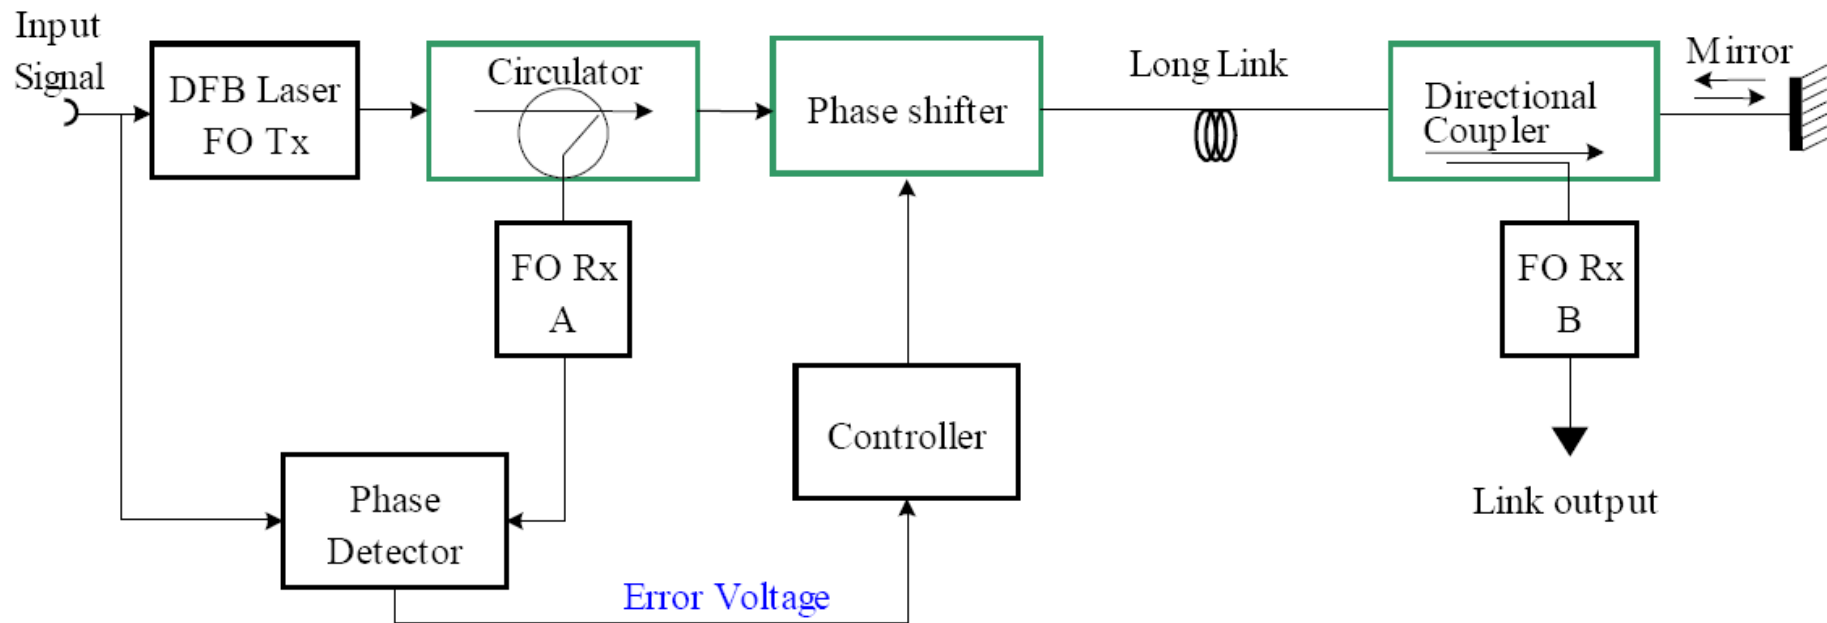 Input
Signal
DFB Laser
FO Tx
Circulator
Phase shifter
Long Link
Directional
Coupler
Mirror
FO Rx
A
FO Rx
B
Controller
Phase
Detector
Link output
Error Voltage